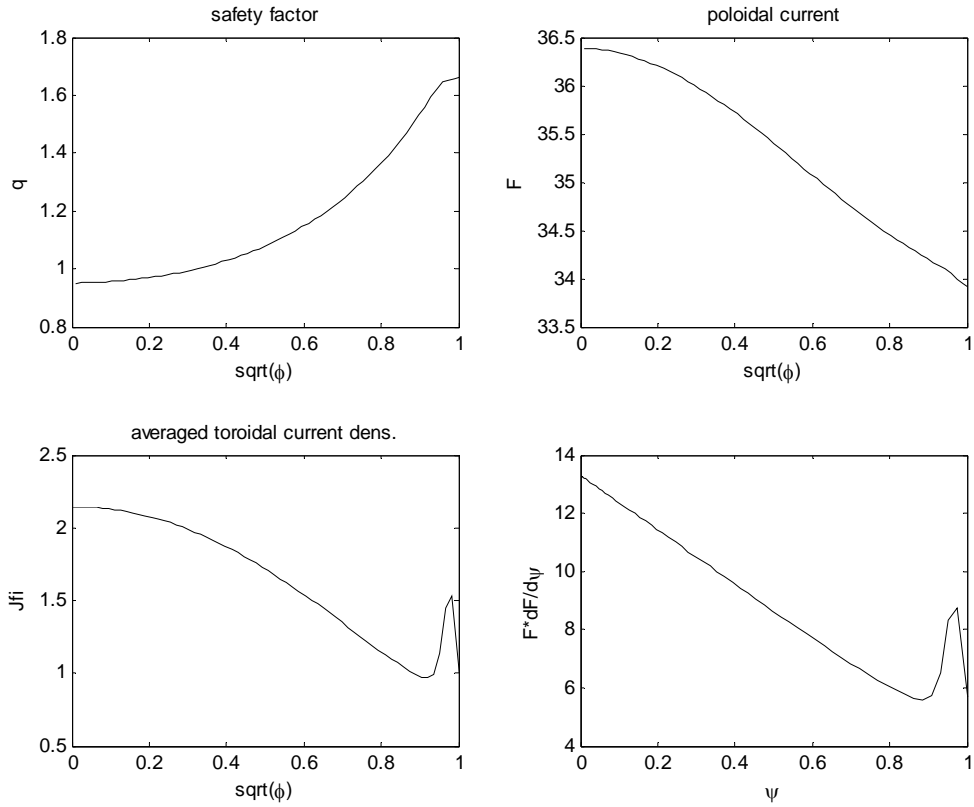 safety factor
1.8
1.6
1.4
1.2
1
0.8
q
0 0.2 0.4 0.6 0.8 1
sqrt(ϕ)
poloidal current
36.5
36
35.5
35
34.5
34
33.5
F
0 0.2 0.4 0.6 0.8 1
sqrt(ϕ)
averaged toroidal current dens.
2.5
2
1.5
1
0.5
Jfi
0 0.2 0.4 0.6 0.8 1
sqrt(ϕ)
14
12
10
8
6
4
F*dF/dψ
0 0.2 0.4 0.6 0.8 1
ψ